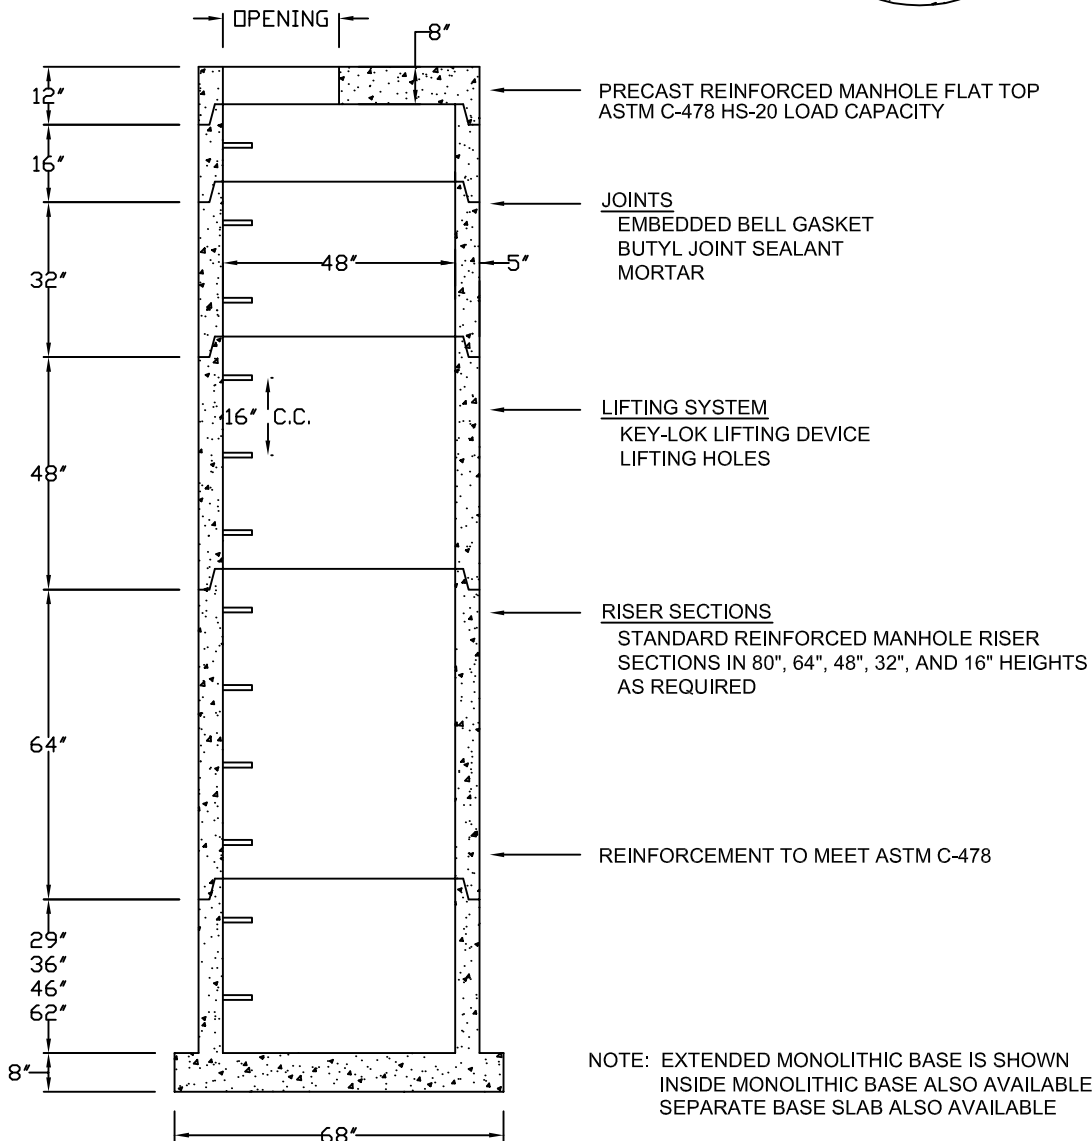 OPENING
8"
12"
PRECAST REINFORCED MANHOLE FLAT TOP
ASTM C-478 HS-20 LOAD CAPACITY
16"
JOINTS
EMBEDDED BELL GASKET
BUTYL JOINT SEALANT
MORTAR
48"
5"
32"
16" C.C.
LIFTING SYSTEM
KEY-LOK LIFTING DEVICE
LIFTING HOLES
48"
RISER SECTIONS
STANDARD REINFORCED MANHOLE RISER
SECTIONS IN 80", 64", 48", 32", AND 16" HEIGHTS
AS REQUIRED
64"
REINFORCEMENT TO MEET ASTM C-478
29"
36"
46"
62"
8"
NOTE: EXTENDED MONOLITHIC BASE IS SHOWN
INSIDE MONOLITHIC BASE ALSO AVAILABLE
SEPARATE BASE SLAB ALSO AVAILABLE
68"